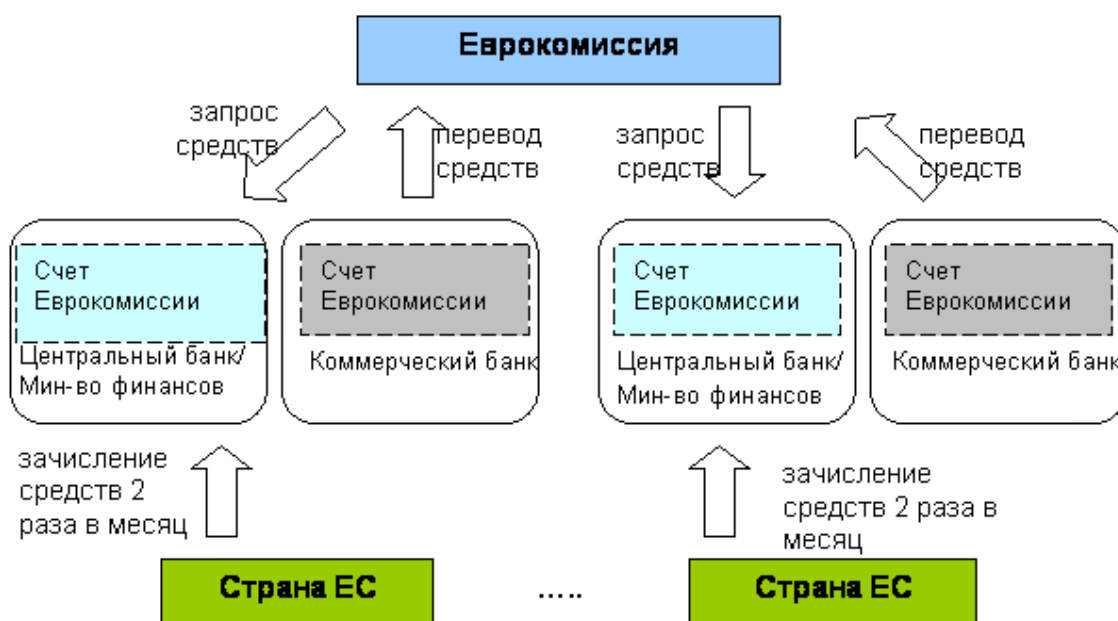 Еврокомиссия
запрос
средств
перевод
средств
запрос
средств
перевод
средств
Счет
Еврокомиссии
Центральный банк/
Мин-во финансов
Счет
Еврокомиссии
Коммерческий банк
Счет
Еврокомиссии
Центральный банк/
Мин-во финансов
Счет
Еврокомиссии
Коммерческий банк
зачисление
средств 2
раза в месяц
зачисление
средств 2 раза в
месяц
Страна ЕС
.....
Страна ЕС